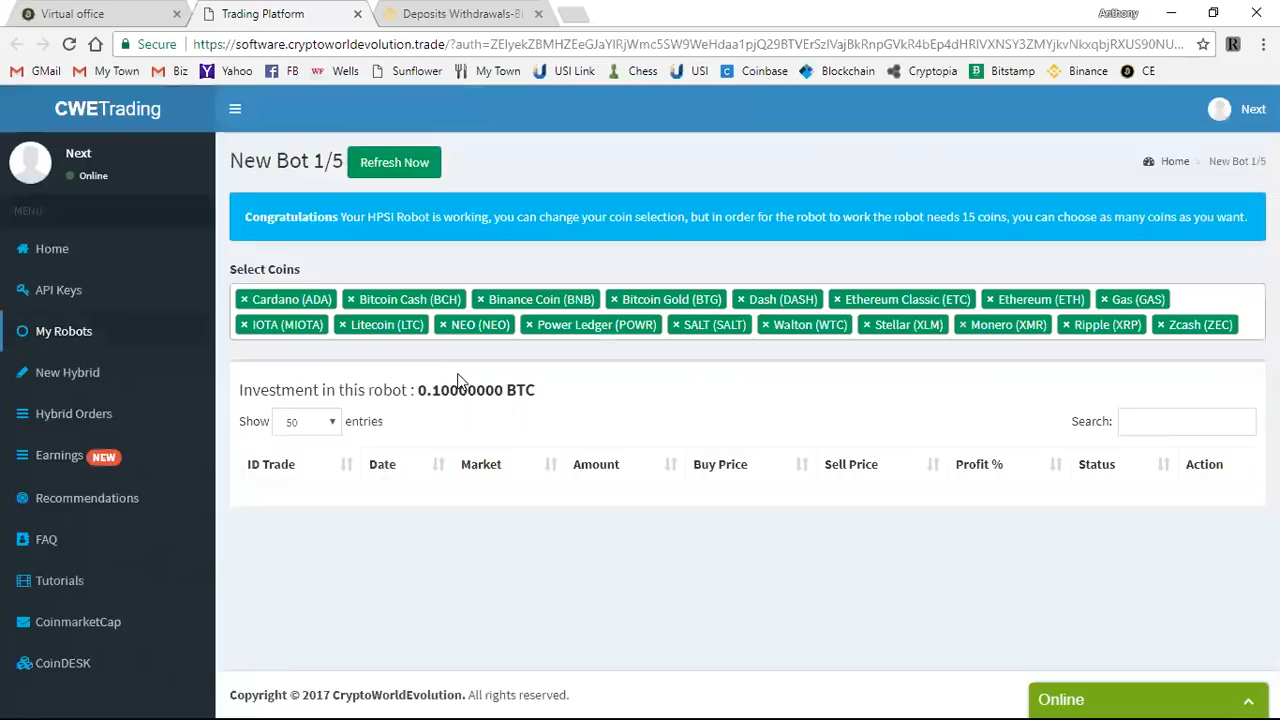 Virtual office
Trading Platform
Deposits Withdrawals-Bi
Anthony
Secure
https://software.cryptoworldevolution.trade/?auth=
GMail
My Town
Biz
Yahoo
FB
Wells
Sunflower
My Town
USI Link
Chess
USI
Coinbase
Blockchain
Cryptopia
Bitstamp
Binance
CE
CWETrading
Next
New Bot 1/5
Refresh Now
Home > New Bot 1/5
Next
Online
MENU
Home
API Keys
My Robots
New Hybrid
Hybrid Orders
Earnings NEW
Recommendations
FAQ
Tutorials
CoinmarketCap
CoinDESK
Congratulations Your HPSI Robot is working, you can change your coin selection, but in order for the robot to work the robot needs 15 coins, you can choose as many coins as you want.
Select Coins
× Cardano (ADA) × Bitcoin Cash (BCH) × Binance Coin (BNB) × Bitcoin Gold (BTG) × Dash (DASH) × Ethereum Classic (ETC) × Ethereum (ETH) × Gas (GAS)
× IOTA (MIOTA) × Litecoin (LTC) × NEO (NEO) × Power Ledger (POWR) × SALT (SALT) × Walton (WTC) × Stellar (XLM) × Monero (XMR) × Ripple (XRP) × Zcash (ZEC)
Investment in this robot : 0.10000000 BTC
Show 50 entries
Search:
ID Trade Date Market Amount Buy Price Sell Price Profit % Status Action
Copyright © 2017 CryptoWorldEvolution. All rights reserved.
Online